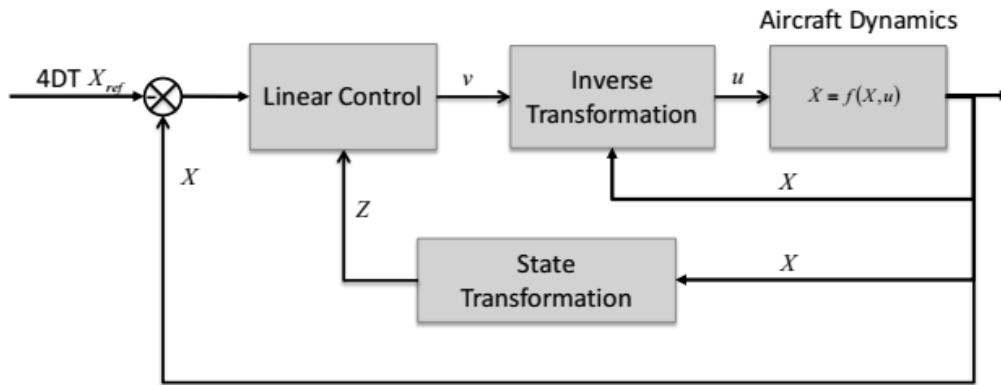 Aircraft Dynamics
4DT X_ref
-
Linear Control
v
Inverse
Transformation
u
Ẋ = f(X,u)
X
X
Z
State
Transformation
X